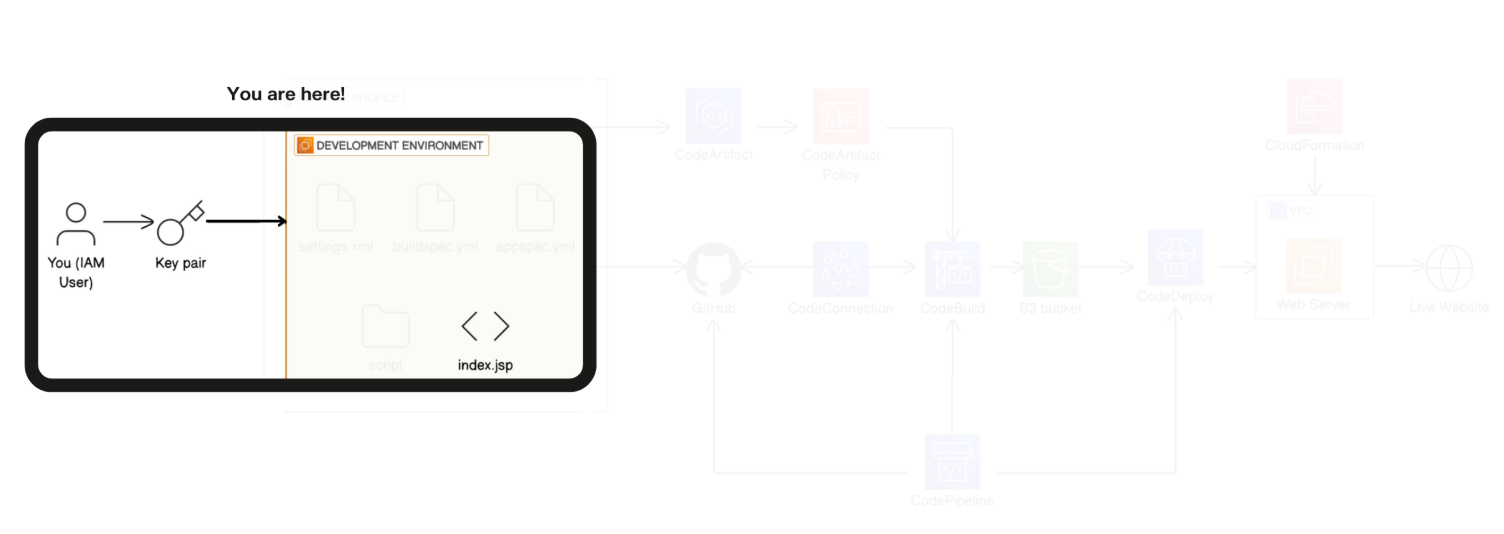 You are here!
PROFILE
DEVELOPMENT ENVIRONMENT
settings.xml
buildspec.yml
appspec.yml
You (IAM
User)
Key pair
script
index.jsp
CodeArtifact
CodeArtifact
Policy
CloudFormation
VPC
GitHub
CodeConnection
CodeBuild
S3 bucket
CodeDeploy
Web Server
Live Website
CodePipeline